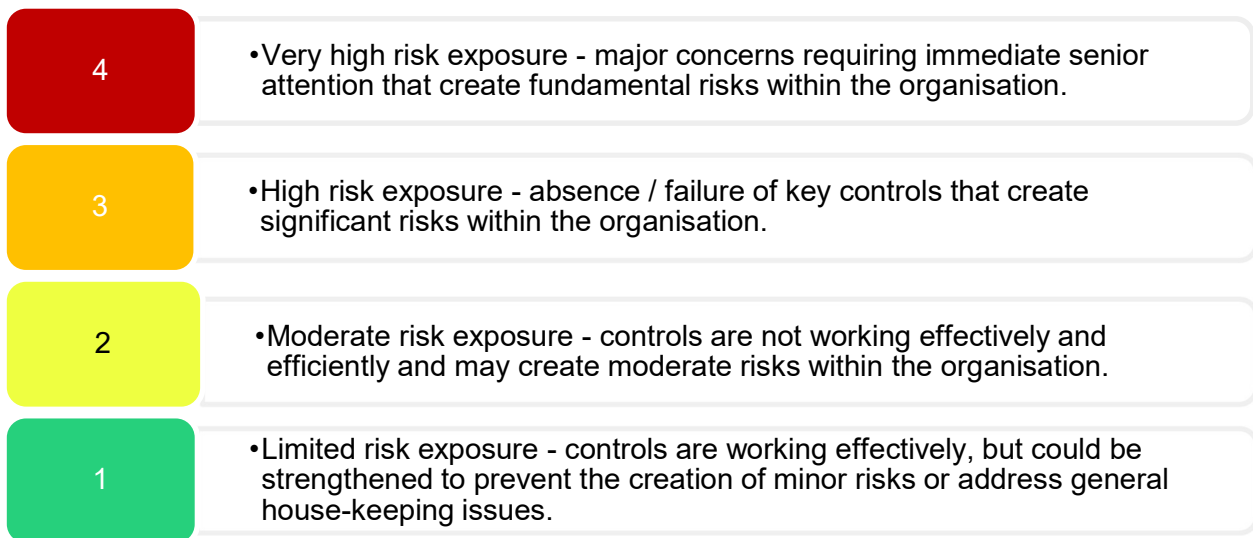 4
•Very high risk exposure - major concerns requiring immediate senior
attention that create fundamental risks within the organisation.
3
•High risk exposure - absence / failure of key controls that create
significant risks within the organisation.
2
•Moderate risk exposure - controls are not working effectively and
efficiently and may create moderate risks within the organisation.
1
•Limited risk exposure - controls are working effectively, but could be
strengthened to prevent the creation of minor risks or address general
house-keeping issues.